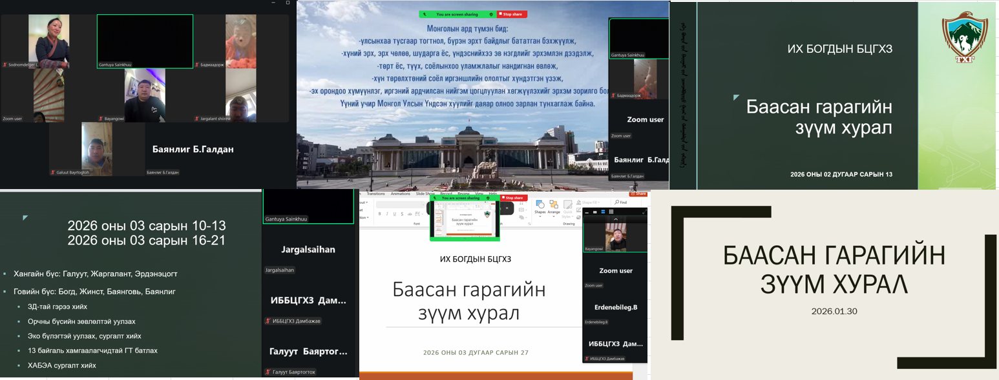 Sodnomdelger L
Gantuya Sainkhuu
Бадмаадорж
Zoom user
Bayangowi
Jargalant shiirew
Galuut Bayrtogtoh
Баянлиг Б.Галдан
Баянлиг Б.Галдан
You are screen sharing
Stop share
Монголын ард түмэн бид:
-улсынхаа тусгаар тогтнол, бүрэн эрхт байдлыг бататган бэхжүүлж,
-хүний эрх, эрх чөлөө, шударга ёс, үндэснийхээ эв нэгдлийг эрхэмлэн дээдэлж,
-төрт ёс, түүх, соёлынхоо уламжлалыг нандигнан өвлөж,
-хүн төрөлхтөний соёл иргэншлийн ололтыг хүндэтгэн үзэж,
-эх орондоо хүмүүнлэг, иргэний ардчилсан нийгэм цогцлуулан хөгжүүлэхийг эрхэм зорилго бол
Үүний учир Монгол Улсын Үндсэн хуулийг даяар олноо зарлан тунхаглаж байна.
Gantuya Sainkhuu
Бадмаадорж
Zoom user
Zoom user
Баянлиг Б.Галд
Баянлиг Б.Галдан
ИХ БОГДЫН БЦГХЗ
Баасан гарагийн
зүүм хурал
2026 ОНЫ 02 ДУГААР САРЫН 13
ТХГ
2026 оны 03 сарын 10-13
2026 оны 03 сарын 16-21
Хангайн бүс: Галуут, Жаргалант, Эрдэнэцогт
Говийн бүс: Богд, Жинст, Баянговь, Баянлиг
ЗД-тай гэрээ хийх
Орчны бүсийн зөвлөлтэй уулзах
Эко бүлэгтэй уулзах, сургалт хийх
13 байгаль хамгаалагчидтай ГТ батлах
ХАБЭА сургалт хийх
Gantuya Sainkhuu
Jargalsaihan
Jargalsaihan
ИББЦГХЗ Дам...
ИББЦГХЗ Дамбажав
Галуут Баяртог...
Галуут Баяртогтох
Transitions Animations Slide Show Record Review View Help
Share
You are screen sharing
Stop share
Font
Shapes
Arrange
Quick
Styles
Shape Fill
Find
Drawing
Баасан гарагийн
зүүм хурал
ИХ БОГДЫН БЦГХЗ
Баасан гарагийн
зүүм хурал
2026 ОНЫ 03 ДУГААР САРЫН 27
Bayangowi
Zoom user
Zoom user
Erdenebileg.B
Erdenebileg.B
ИББЦГХЗ Дам...
ИББЦГХЗ Дамбажав
БААСАН ГАРАГИЙН
ЗҮҮМ ХУРАЛ
2026.01.30